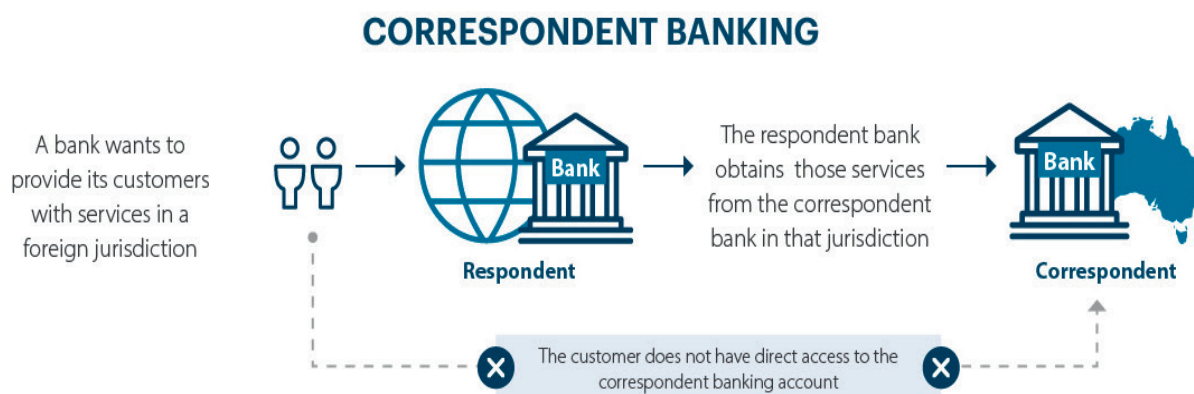 CORRESPONDENT BANKING
A bank wants to
provide its customers
with services in a
foreign jurisdiction
Bank
Respondent
The respondent bank
obtains those services
from the correspondent
bank in that jurisdiction
Bank
Correspondent
The customer does not have direct access to the
correspondent banking account